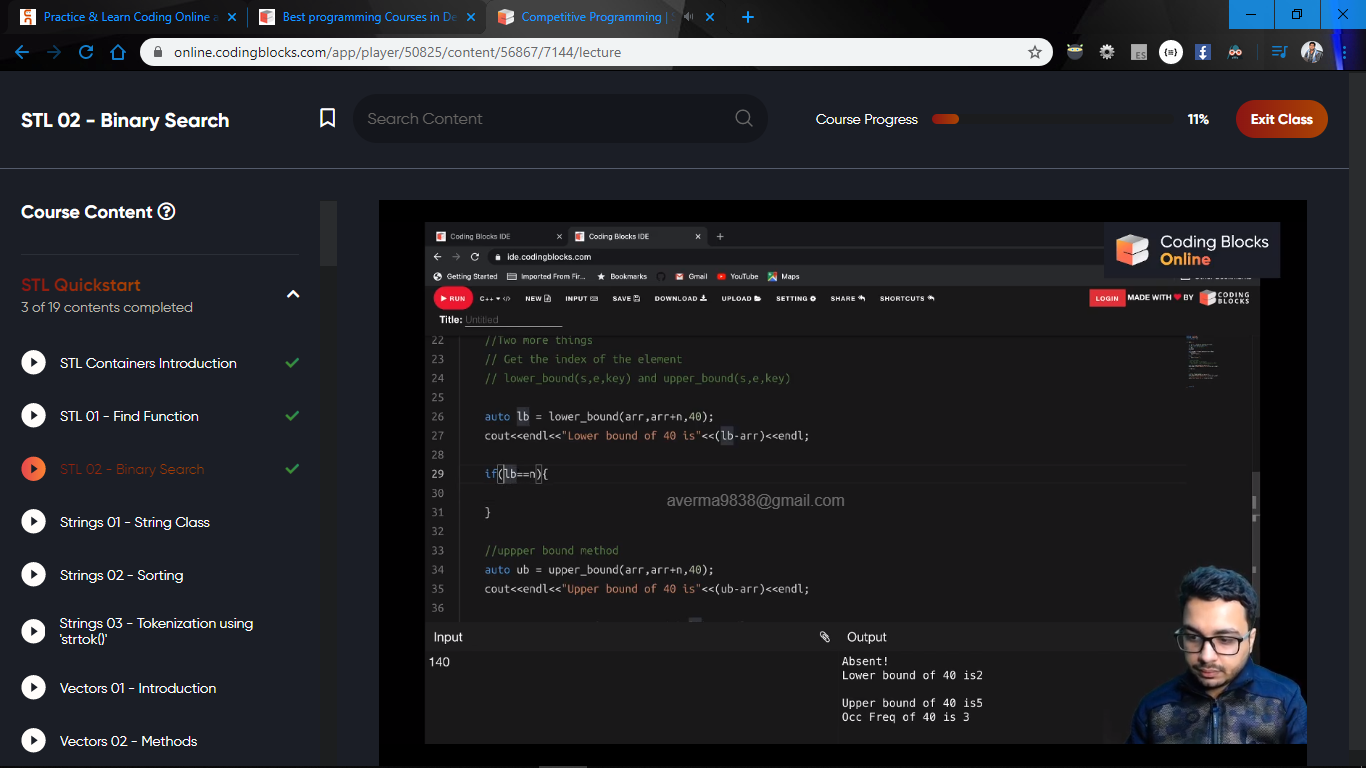 Practice & Learn Coding Online a
Best programming Courses in De
Competitive Programming | S
online.codingblocks.com/app/player/50825/content/56867/7144/lecture
ES
STL 02 - Binary Search
Search Content
Course Progress
11%
Exit Class
Course Content
STL Quickstart
3 of 19 contents completed
STL Containers Introduction
STL 01 - Find Function
STL 02 - Binary Search
Strings 01 - String Class
Strings 02 - Sorting
Strings 03 - Tokenization using
'strtok()'
Vectors 01 - Introduction
Vectors 02 - Methods
Coding Blocks IDE
Coding Blocks IDE
ide.codingblocks.com
Getting Started
Imported From Fir...
Bookmarks
Gmail
YouTube
Maps
Coding Blocks
Online
RUN
C++
NEW
INPUT
SAVE
DOWNLOAD
UPLOAD
SETTING
SHARE
SHORTCUTS
LOGIN
MADE WITH
BY
CODING
BLOCKS
Title: Untitled
22 //Two more things
23 // Get the index of the element
24 // lower_bound(s,e,key) and upper_bound(s,e,key)
25
26 auto lb = lower_bound(arr,arr+n,40);
27 cout<<endl<<"Lower bound of 40 is"<<(lb-arr)<<endl;
28
29 if(lb==n){
30
31 }
32
33 //uppper bound method
34 auto ub = upper_bound(arr,arr+n,40);
35 cout<<endl<<"Upper bound of 40 is"<<(ub-arr)<<endl;
36
averma9838@gmail.com
Input
140
Output
Absent!
Lower bound of 40 is2
Upper bound of 40 is5
Occ Freq of 40 is 3